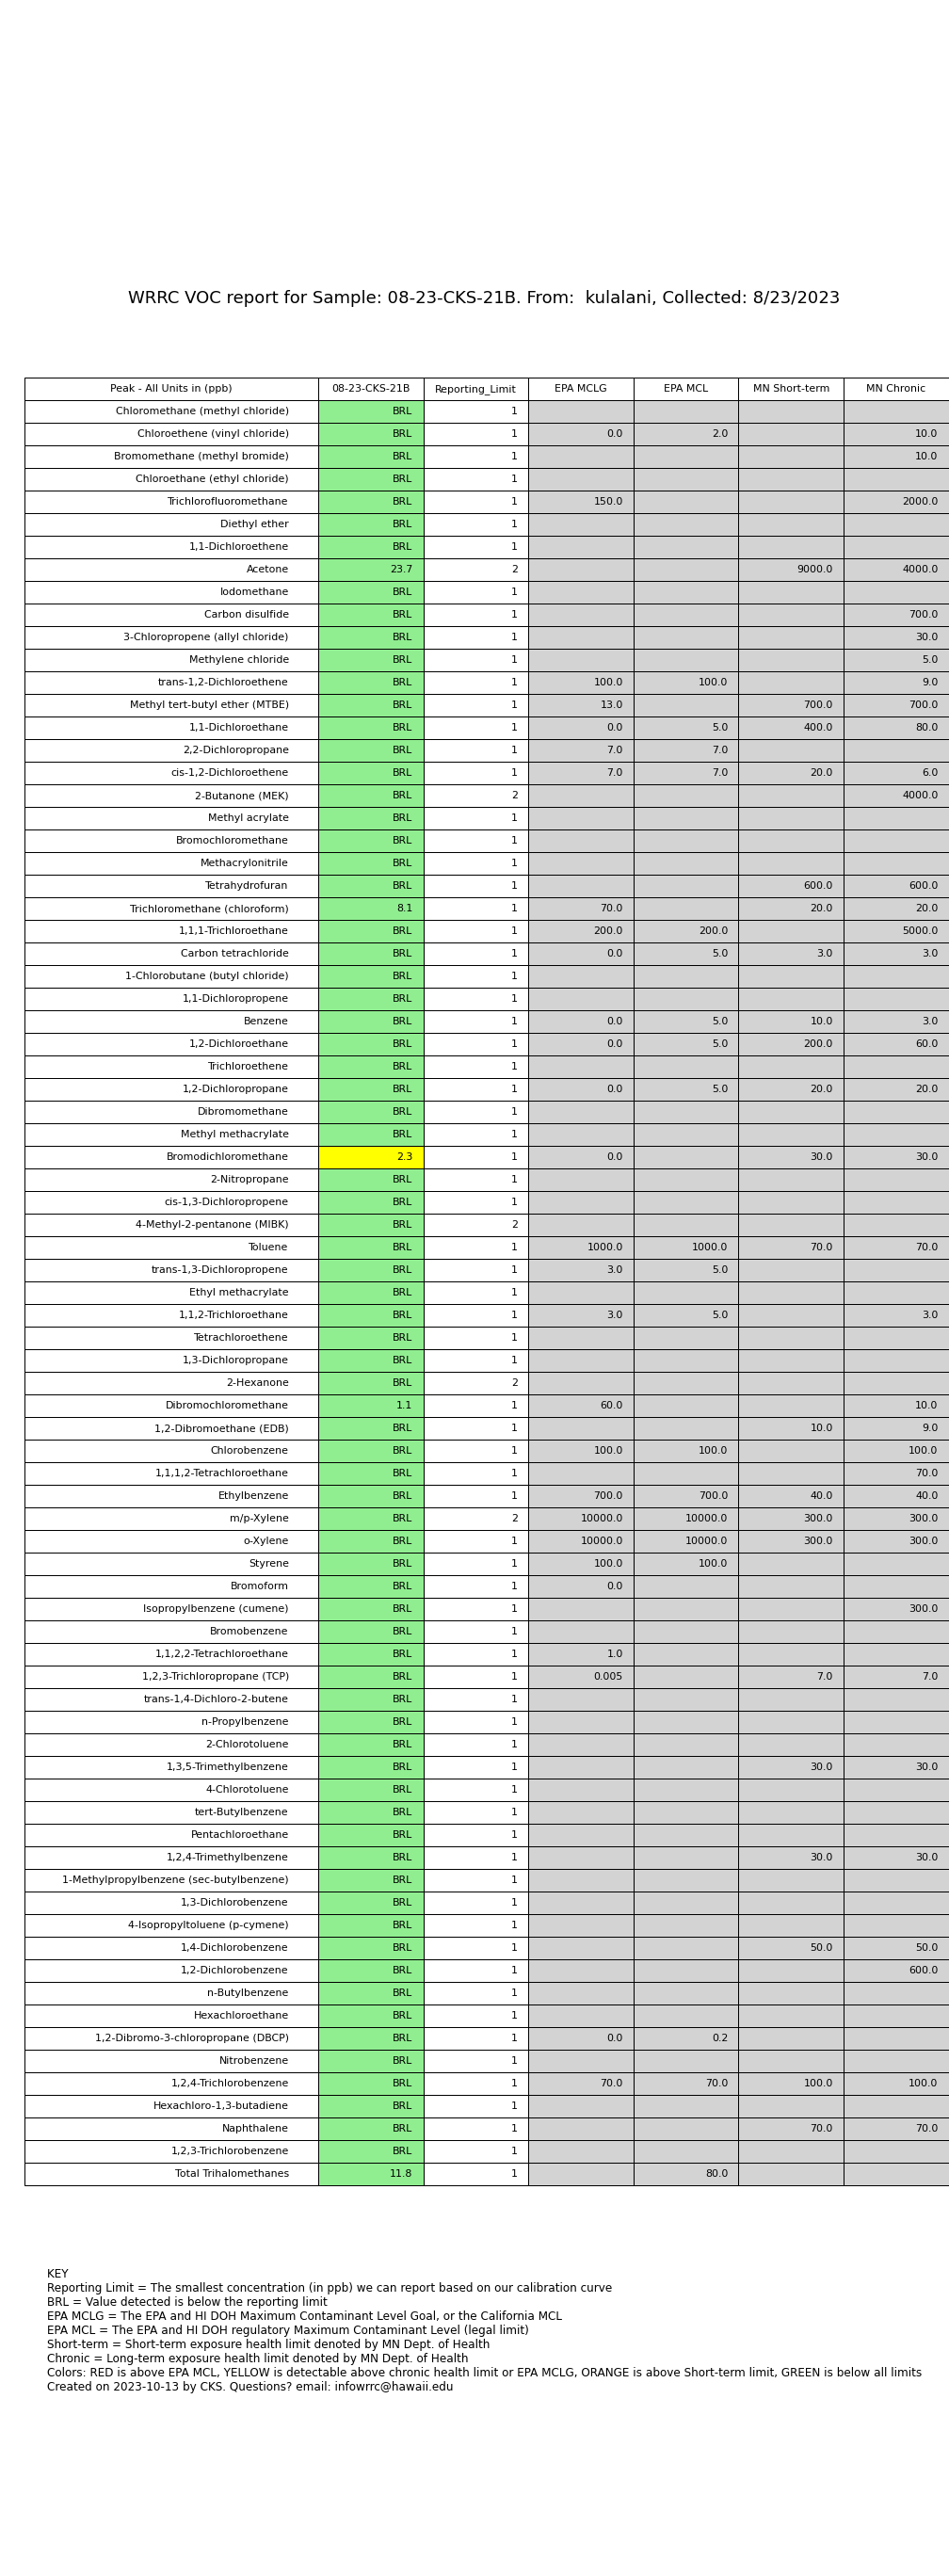 WRRC VOC report for Sample: 08-23-CKS-21B. From:  kulalani, Collected: 8/23/2023
Peak - All Units in (ppb) 08-23-CKS-21B Reporting_Limit EPA MCLG EPA MCL MN Short-term MN Chronic
Chloromethane (methyl chloride) BRL 1
Chloroethene (vinyl chloride) BRL 1 0.0 2.0 10.0
Bromomethane (methyl bromide) BRL 1 10.0
Chloroethane (ethyl chloride) BRL 1
Trichlorofluoromethane BRL 1 150.0 2000.0
Diethyl ether BRL 1
1,1-Dichloroethene BRL 1
Acetone 23.7 2 9000.0 4000.0
Iodomethane BRL 1
Carbon disulfide BRL 1 700.0
3-Chloropropene (allyl chloride) BRL 1 30.0
Methylene chloride BRL 1 5.0
trans-1,2-Dichloroethene BRL 1 100.0 100.0 9.0
Methyl tert-butyl ether (MTBE) BRL 1 13.0 700.0 700.0
1,1-Dichloroethane BRL 1 0.0 5.0 400.0 80.0
2,2-Dichloropropane BRL 1 7.0 7.0
cis-1,2-Dichloroethene BRL 1 7.0 7.0 20.0 6.0
2-Butanone (MEK) BRL 2 4000.0
Methyl acrylate BRL 1
Bromochloromethane BRL 1
Methacrylonitrile BRL 1
Tetrahydrofuran BRL 1 600.0 600.0
Trichloromethane (chloroform) 8.1 1 70.0 20.0 20.0
1,1,1-Trichloroethane BRL 1 200.0 200.0 5000.0
Carbon tetrachloride BRL 1 0.0 5.0 3.0 3.0
1-Chlorobutane (butyl chloride) BRL 1
1,1-Dichloropropene BRL 1
Benzene BRL 1 0.0 5.0 10.0 3.0
1,2-Dichloroethane BRL 1 0.0 5.0 200.0 60.0
Trichloroethene BRL 1
1,2-Dichloropropane BRL 1 0.0 5.0 20.0 20.0
Dibromomethane BRL 1
Methyl methacrylate BRL 1
Bromodichloromethane 2.3 1 0.0 30.0 30.0
2-Nitropropane BRL 1
cis-1,3-Dichloropropene BRL 1
4-Methyl-2-pentanone (MIBK) BRL 2
Toluene BRL 1 1000.0 1000.0 70.0 70.0
trans-1,3-Dichloropropene BRL 1 3.0 5.0
Ethyl methacrylate BRL 1
1,1,2-Trichloroethane BRL 1 3.0 5.0 3.0
Tetrachloroethene BRL 1
1,3-Dichloropropane BRL 1
2-Hexanone BRL 2
Dibromochloromethane 1.1 1 60.0 10.0
1,2-Dibromoethane (EDB) BRL 1 10.0 9.0
Chlorobenzene BRL 1 100.0 100.0 100.0
1,1,1,2-Tetrachloroethane BRL 1 70.0
Ethylbenzene BRL 1 700.0 700.0 40.0 40.0
m/p-Xylene BRL 2 10000.0 10000.0 300.0 300.0
o-Xylene BRL 1 10000.0 10000.0 300.0 300.0
Styrene BRL 1 100.0 100.0
Bromoform BRL 1 0.0
Isopropylbenzene (cumene) BRL 1 300.0
Bromobenzene BRL 1
1,1,2,2-Tetrachloroethane BRL 1 1.0
1,2,3-Trichloropropane (TCP) BRL 1 0.005 7.0 7.0
trans-1,4-Dichloro-2-butene BRL 1
n-Propylbenzene BRL 1
2-Chlorotoluene BRL 1
1,3,5-Trimethylbenzene BRL 1 30.0 30.0
4-Chlorotoluene BRL 1
tert-Butylbenzene BRL 1
Pentachloroethane BRL 1
1,2,4-Trimethylbenzene BRL 1 30.0 30.0
1-Methylpropylbenzene (sec-butylbenzene) BRL 1
1,3-Dichlorobenzene BRL 1
4-Isopropyltoluene (p-cymene) BRL 1
1,4-Dichlorobenzene BRL 1 50.0 50.0
1,2-Dichlorobenzene BRL 1 600.0
n-Butylbenzene BRL 1
Hexachloroethane BRL 1
1,2-Dibromo-3-chloropropane (DBCP) BRL 1 0.0 0.2
Nitrobenzene BRL 1
1,2,4-Trichlorobenzene BRL 1 70.0 70.0 100.0 100.0
Hexachloro-1,3-butadiene BRL 1
Naphthalene BRL 1 70.0 70.0
1,2,3-Trichlorobenzene BRL 1
Total Trihalomethanes 11.8 1 80.0
KEY
Reporting Limit = The smallest concentration (in ppb) we can report based on our calibration curve
BRL = Value detected is below the reporting limit
EPA MCLG = The EPA and HI DOH Maximum Contaminant Level Goal, or the California MCL
EPA MCL = The EPA and HI DOH regulatory Maximum Contaminant Level (legal limit)
Short-term = Short-term exposure health limit denoted by MN Dept. of Health
Chronic = Long-term exposure health limit denoted by MN Dept. of Health
Colors: RED is above EPA MCL, YELLOW is detectable above chronic health limit or EPA MCLG, ORANGE is above Short-term limit, GREEN is below all limits
Created on 2023-10-13 by CKS. Questions? email: infowrrc@hawaii.edu